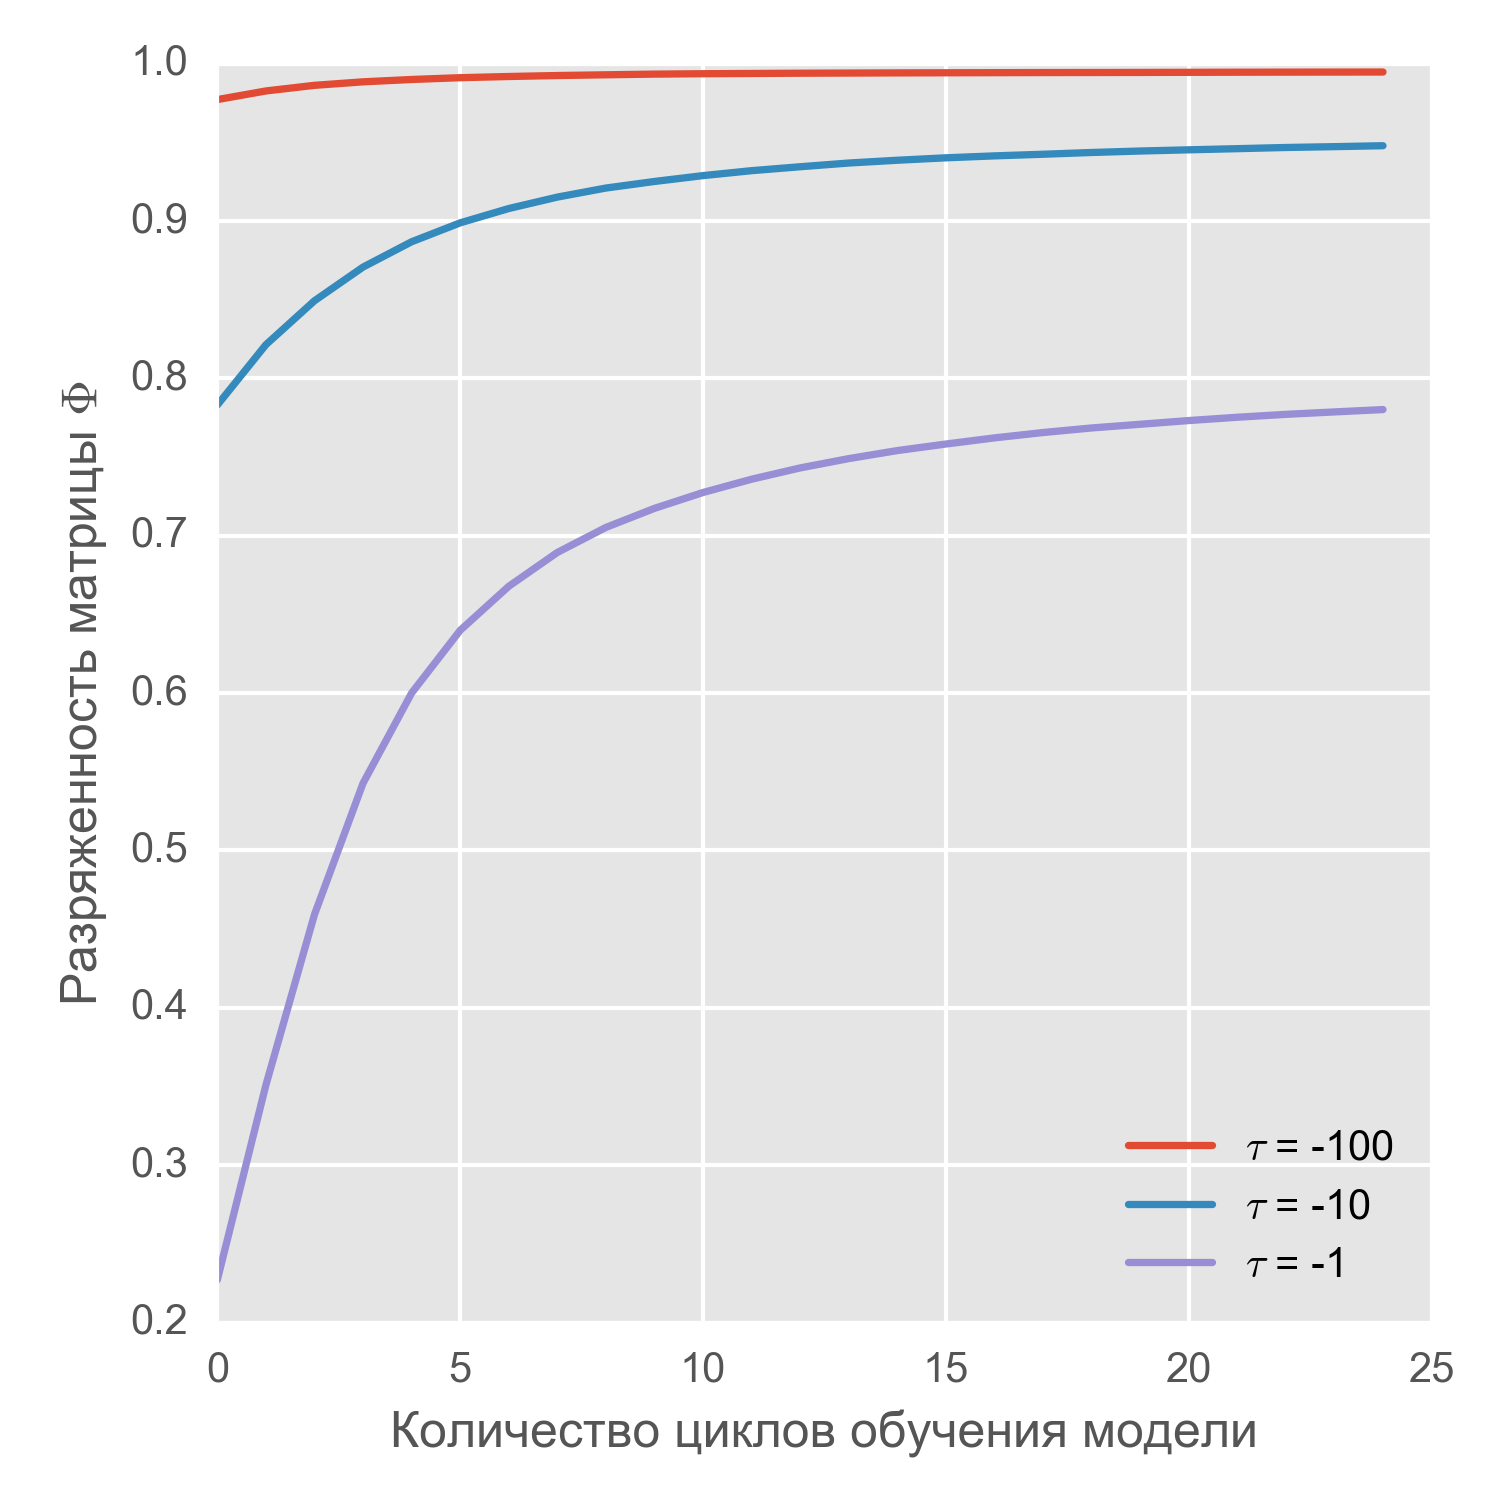 Разряженность матрицы Φ
1.0
0.9
0.8
0.7
0.6
0.5
0.4
0.3
0.2
τ = -100
τ = -10
τ = -1
0 5 10 15 20 25
Количество циклов обучения модели